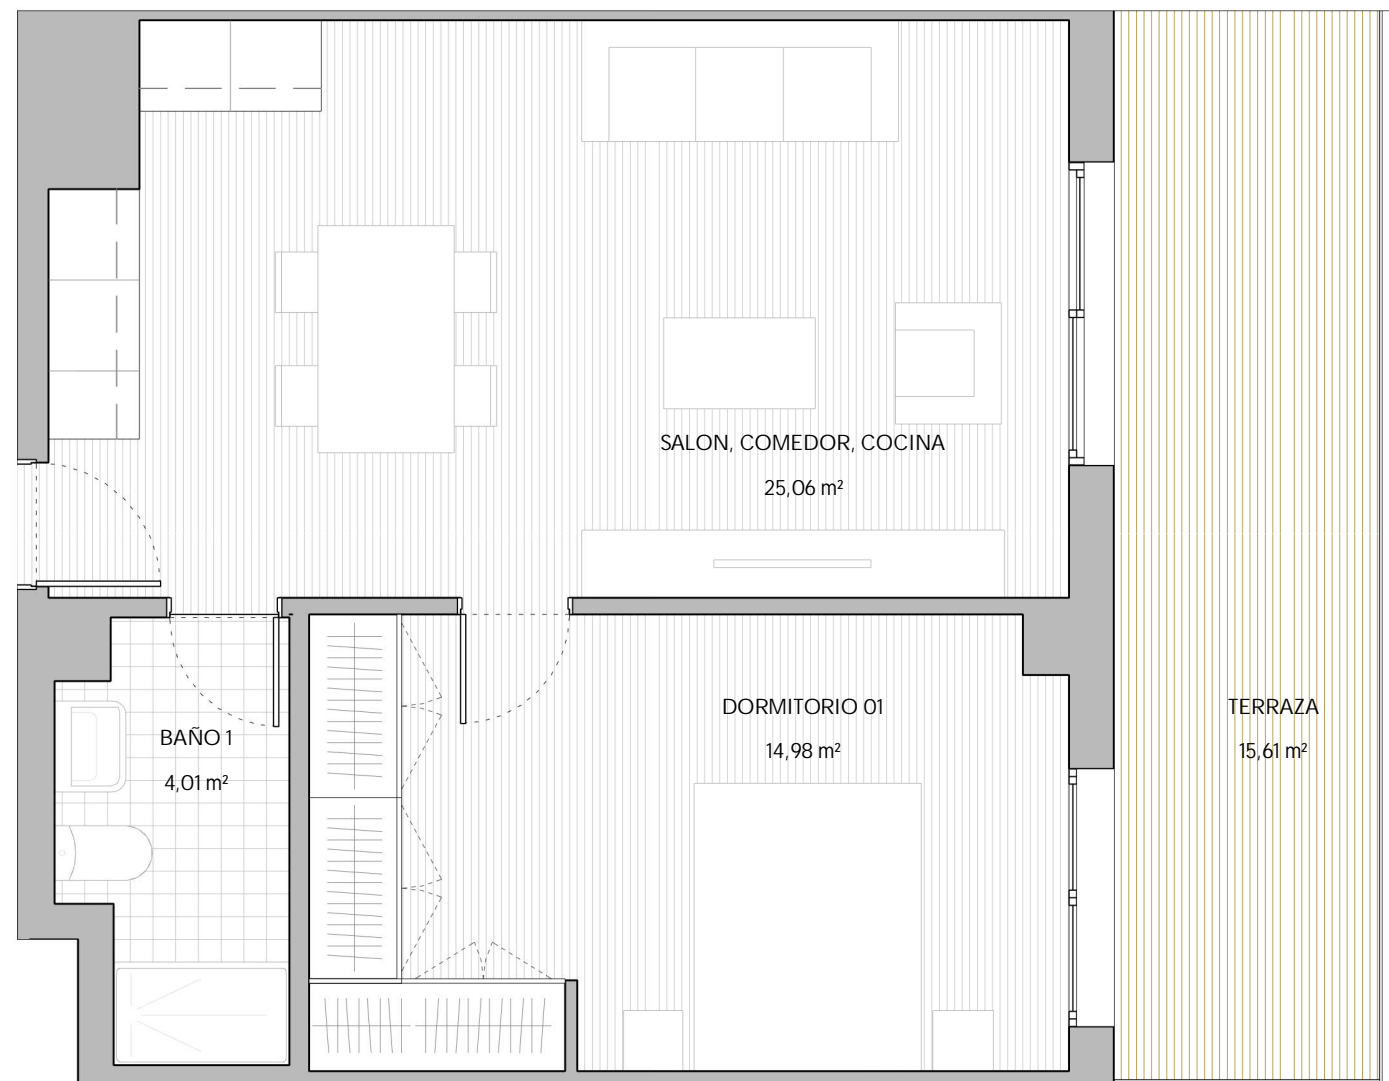 SALON, COMEDOR, COCINA
25,06 m²
DORMITORIO 01
14,98 m²
TERRAZA
15,61 m²
BAÑO 1
4,01 m²